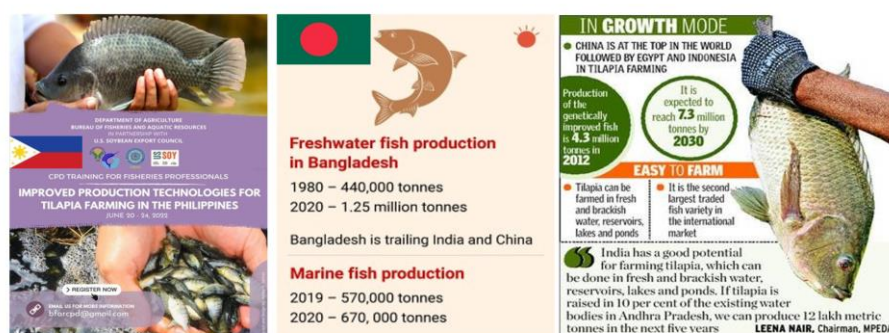 DEPARTMENT OF AGRICULTURE
BUREAU OF FISHERIES AND AQUATIC RESOURCES
IN PARTNERSHIP WITH
U.S. SOYBEAN EXPORT COUNCIL
SOY
CPD TRAINING FOR FISHERIES PROFESSIONALS
IMPROVED PRODUCTION TECHNOLOGIES FOR
TILAPIA FARMING IN THE PHILIPPINES
JUNE 20 - 24, 2022
REGISTER NOW
EMAIL US FOR MORE INFORMATION
bfarcpd@gmail.com
Freshwater fish production
in Bangladesh
1980 – 440,000 tonnes
2020 – 1.25 million tonnes
Bangladesh is trailing India and China
Marine fish production
2019 – 570,000 tonnes
2020 – 670, 000 tonnes
IN GROWTH MODE
CHINA IS AT THE TOP IN THE WORLD
FOLLOWED BY EGYPT AND INDONESIA
IN TILAPIA FARMING
Production
of the
genetically
improved fish
is 4.3 million
tonnes in
2012
It is
expected to
reach 7.3 million
tonnes by
2030
EASY TO FARM
Tilapia can be
farmed in fresh
and brackish
water, reservoirs,
lakes and ponds
It is the second
largest traded
fish variety in
the international
market
India has a good potential
for farming tilapia, which can
be done in fresh and brackish water,
reservoirs, lakes and ponds. If tilapia is
raised in 10 per cent of the existing water
bodies in Andhra Pradesh, we can produce 12 lakh metric
tonnes in the next five years
LEENA NAIR, Chairman, MPEDA